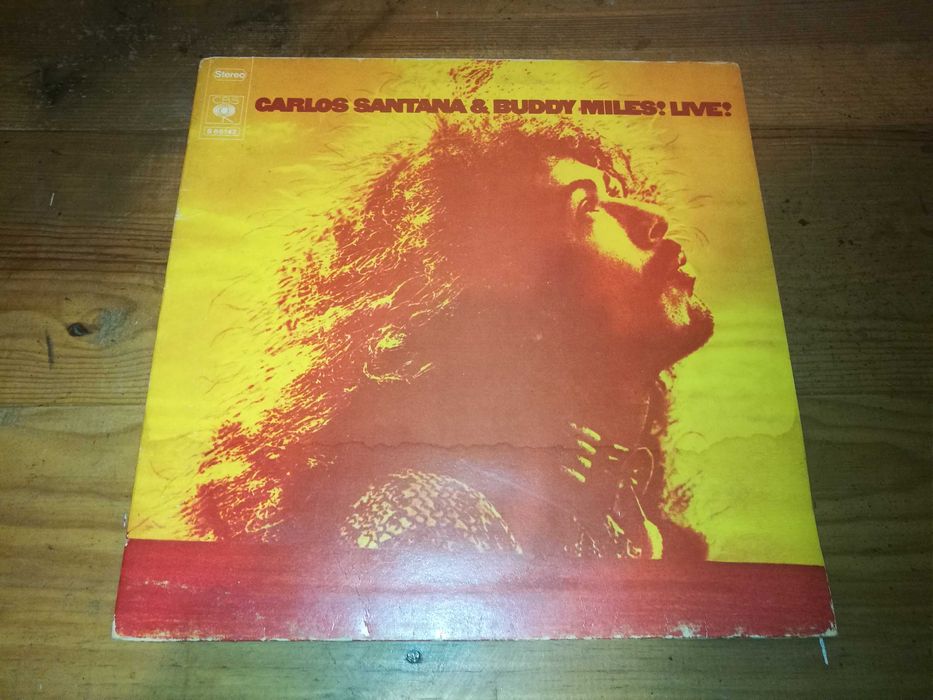 Stereo
CBS
CARLOS SANTANA & BUDDY MILES! LIVE!